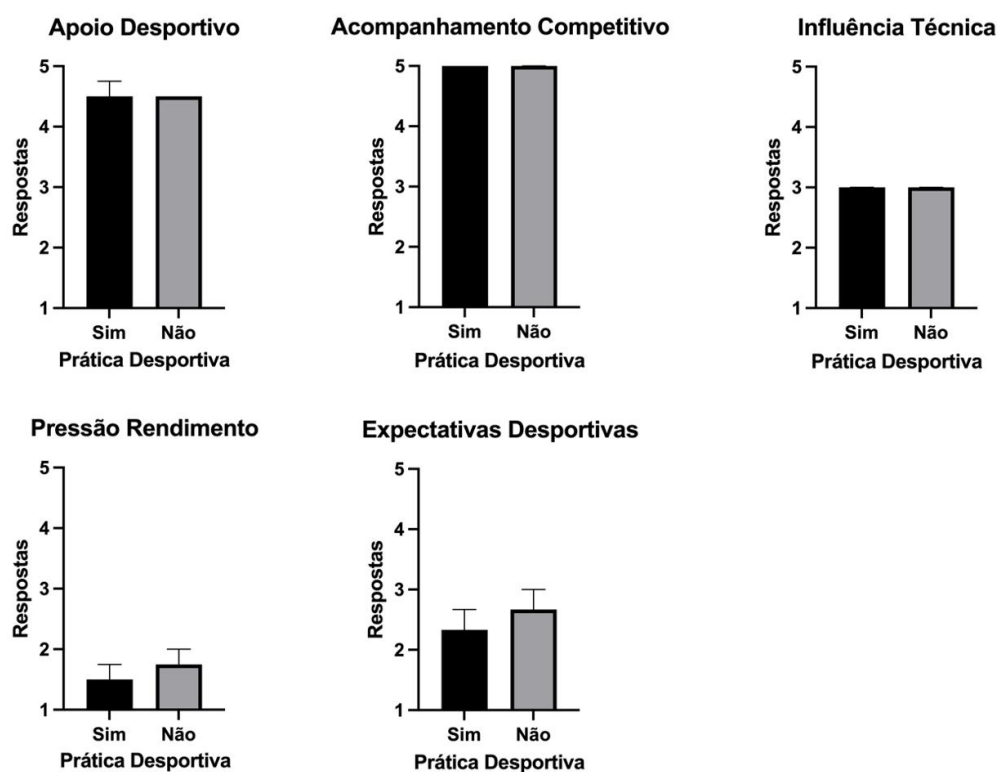 Apoio Desportivo
5
4
3
2
1
Respostas
Sim Não
Prática Desportiva
Acompanhamento Competitivo
5
4
3
2
1
Respostas
Sim Não
Prática Desportiva
Influência Técnica
5
4
3
2
1
Respostas
Sim Não
Prática Desportiva
Pressão Rendimento
5
4
3
2
1
Respostas
Sim Não
Prática Desportiva
Expectativas Desportivas
5
4
3
2
1
Respostas
Sim Não
Prática Desportiva